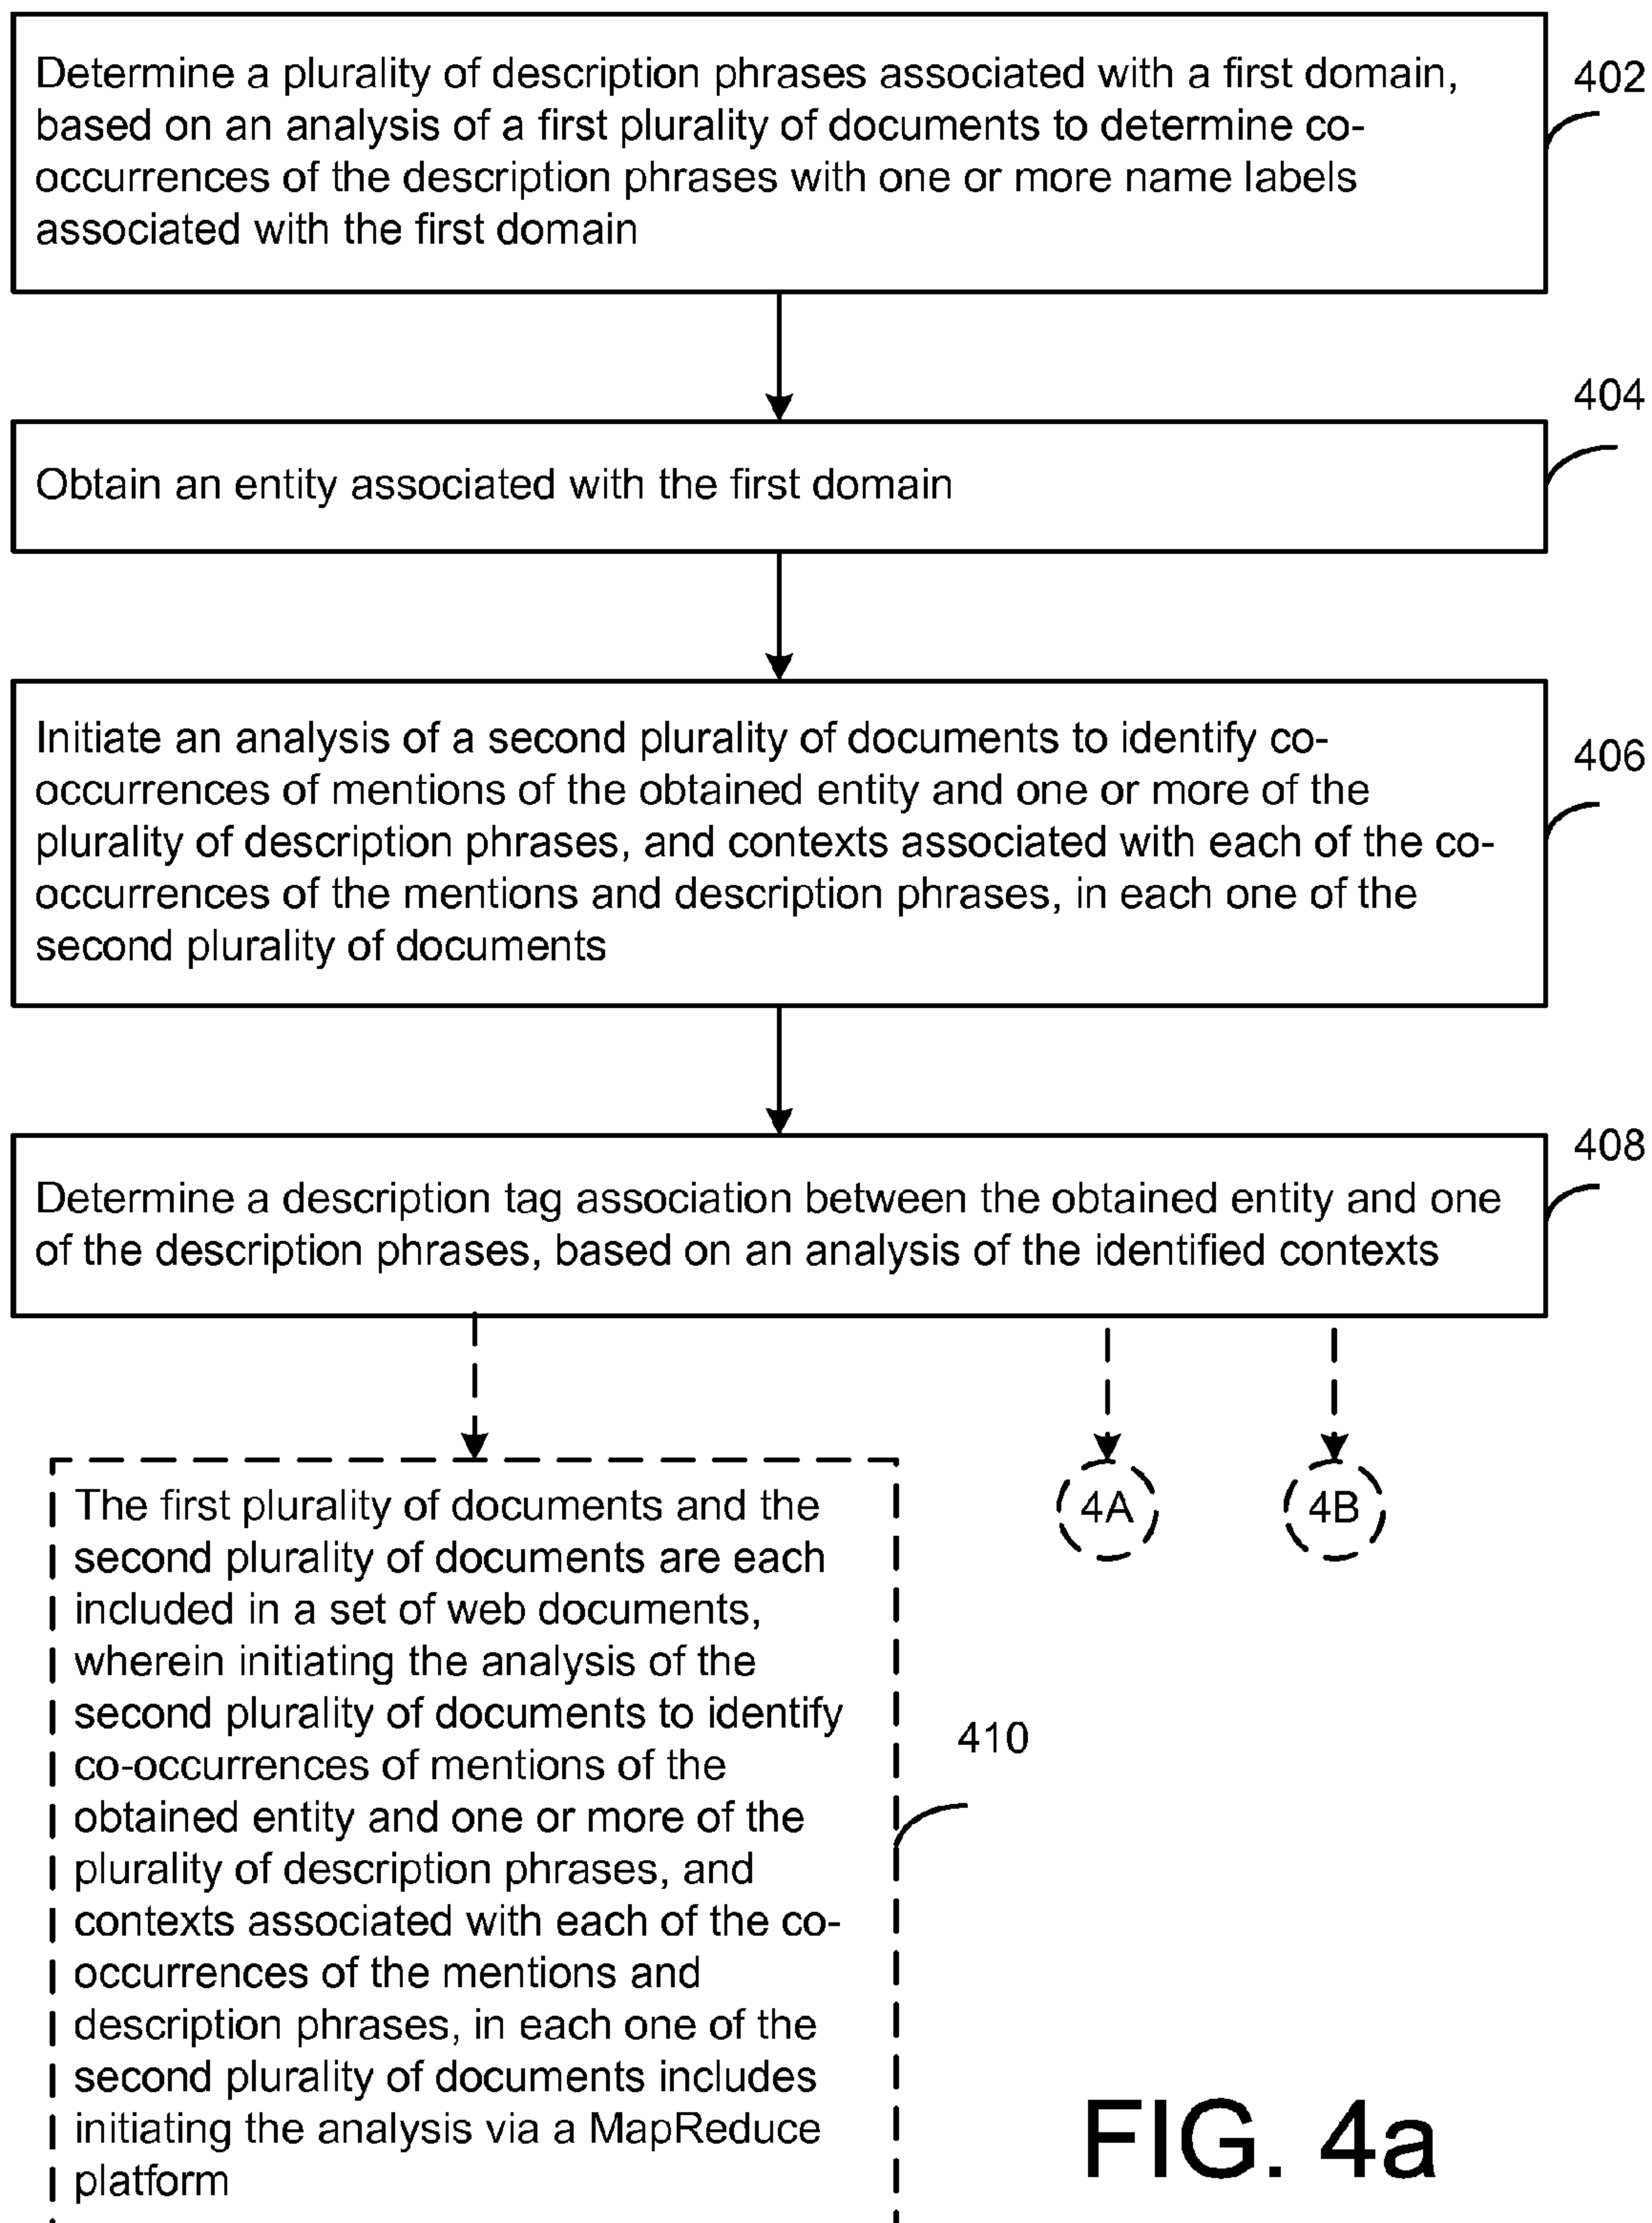 Determine a plurality of description phrases associated with a first domain,
based on an analysis of a first plurality of documents to determine co-
occurrences of the description phrases with one or more name labels
associated with the first domain
402
404
Obtain an entity associated with the first domain
Initiate an analysis of a second plurality of documents to identify co-
occurrences of mentions of the obtained entity and one or more of the
plurality of description phrases, and contexts associated with each of the co-
occurrences of the mentions and description phrases, in each one of the
second plurality of documents
406
408
Determine a description tag association between the obtained entity and one
of the description phrases, based on an analysis of the identified contexts
The first plurality of documents and the
second plurality of documents are each
included in a set of web documents,
wherein initiating the analysis of the
second plurality of documents to identify
co-occurrences of mentions of the
obtained entity and one or more of the
plurality of description phrases, and
contexts associated with each of the co-
occurrences of the mentions and
description phrases, in each one of the
second plurality of documents includes
initiating the analysis via a MapReduce
platform
4A
4B
410
FIG. 4a